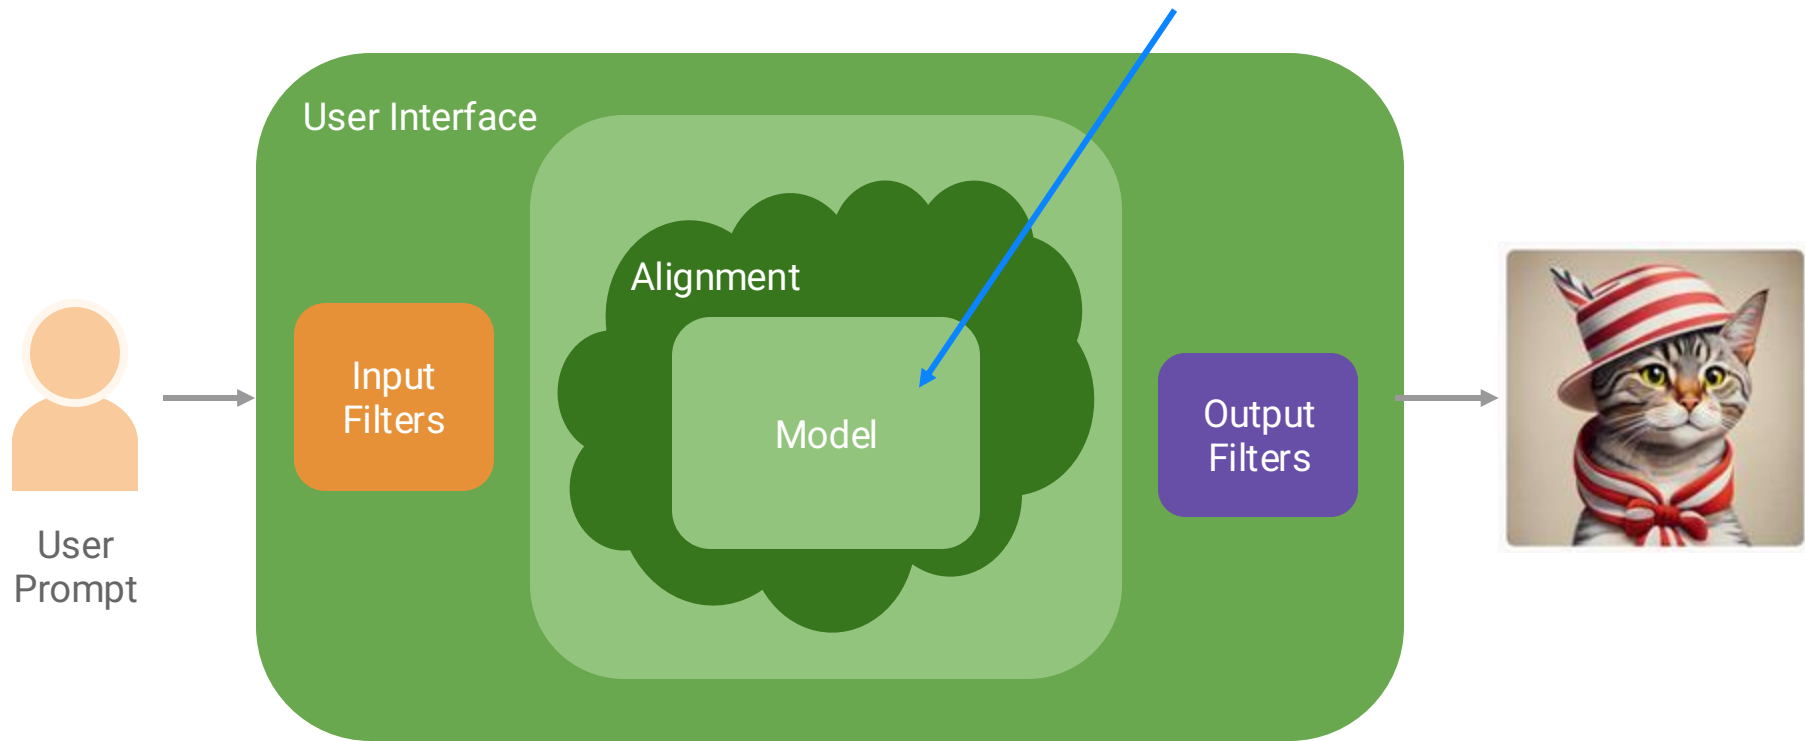 User Interface
Alignment
Input
Filters
Model
Output
Filters
User
Prompt